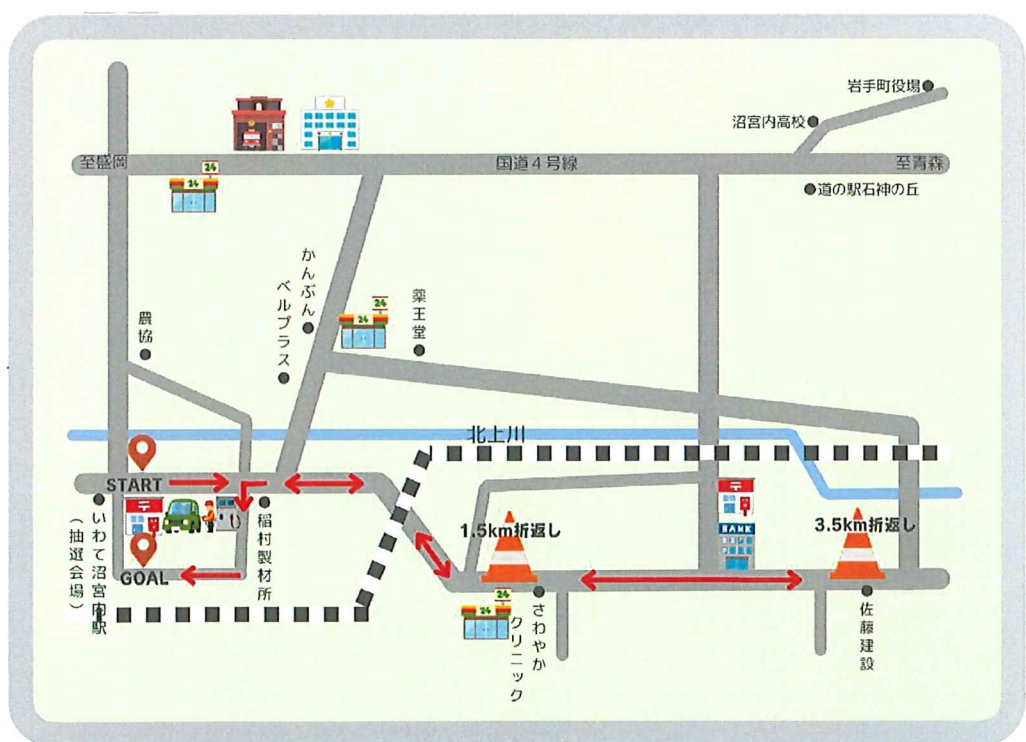 岩手町役場
沼宮内高校
至盛岡
国道4号線
至青森
道の駅石神の丘
24
かんぶん
ベルプラス
24
24
薬王堂
農協
北上川
START
いわて沼宮内駅
(抽選会場)
稲村製材所
GOAL
1.5km折返し
BANK
3.5km折返し
24
さわやか
クリニック
佐藤建設